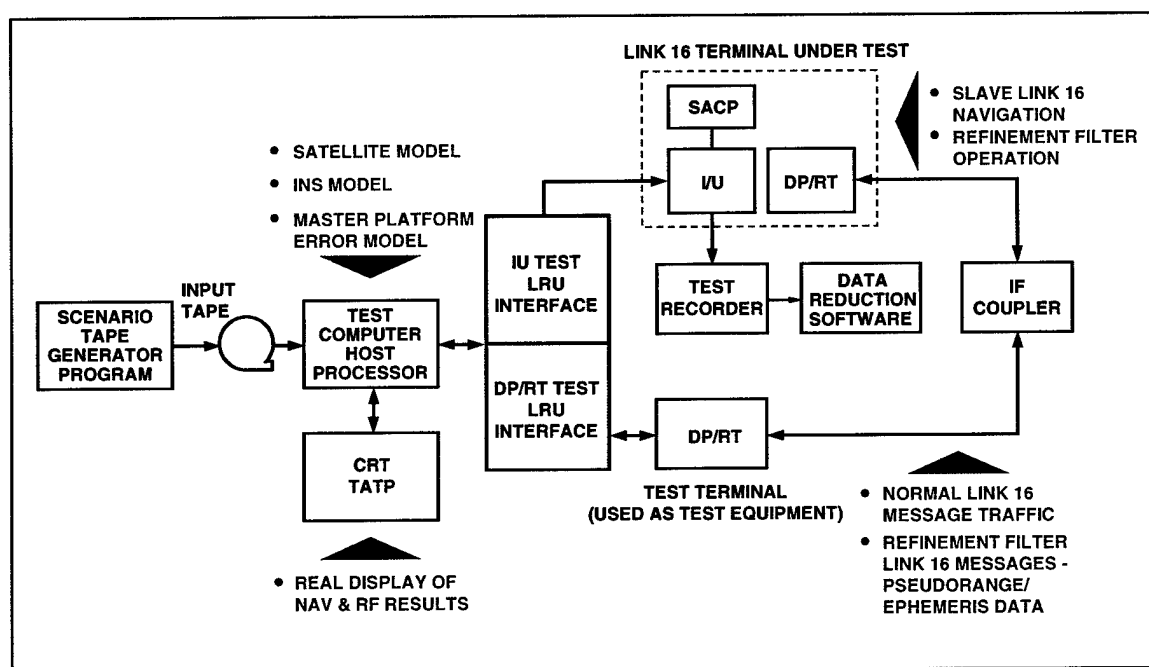 LINK 16 TERMINAL UNDER TEST
SACP
I/U
DP/RT
• SLAVE LINK 16
NAVIGATION
• REFINEMENT FILTER
OPERATION
• SATELLITE MODEL
• INS MODEL
• MASTER PLATFORM
ERROR MODEL
INPUT
TAPE
SCENARIO
TAPE
GENERATOR
PROGRAM
TEST
COMPUTER
HOST
PROCESSOR
IU TEST
LRU
INTERFACE
DP/RT TEST
LRU
INTERFACE
TEST
RECORDER
DATA
REDUCTION
SOFTWARE
IF
COUPLER
CRT
TATP
DP/RT
TEST TERMINAL
(USED AS TEST EQUIPMENT)
• REAL DISPLAY OF
NAV & RF RESULTS
• NORMAL LINK 16
MESSAGE TRAFFIC
• REFINEMENT FILTER
LINK 16 MESSAGES -
PSEUDORANGE/
EPHEMERIS DATA